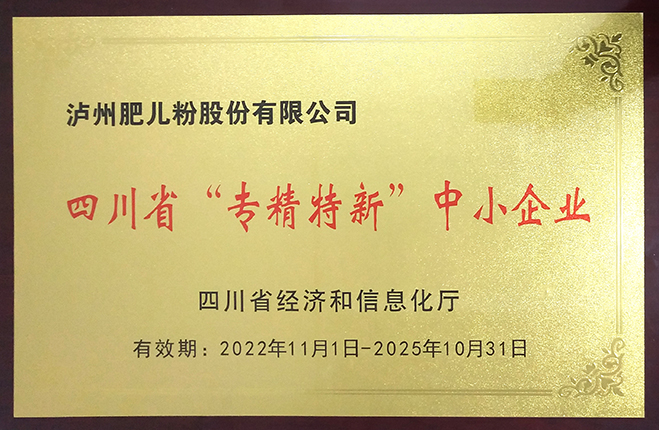 泸州肥儿粉股份有限公司
四川省“专精特新”中小企业
四川省经济和信息化厅
有效期：2022年11月1日-2025年10月31日